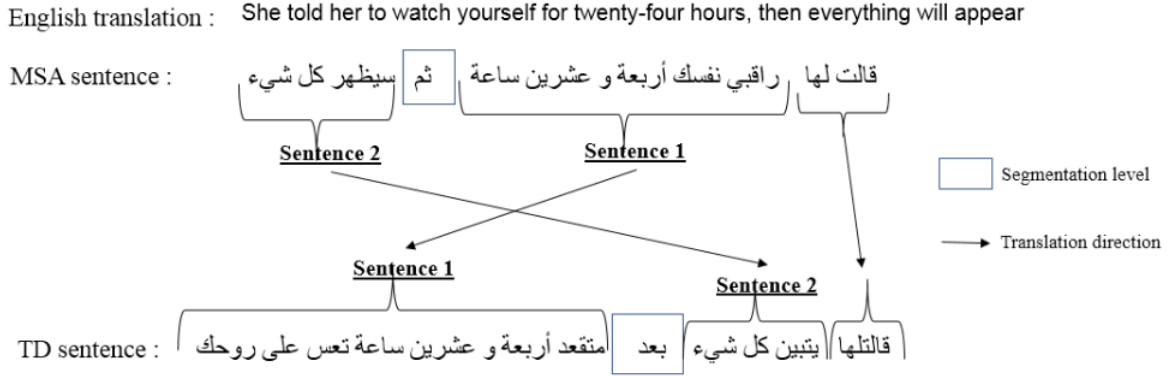 English translation : She told her to watch yourself for twenty-four hours, then everything will appear
MSA sentence : قالت لها راقبي نفسك أربعة و عشرين ساعة ثم سيظهر كل شيء
Sentence 2 Sentence 1
Segmentation level
Translation direction
Sentence 1 Sentence 2
TD sentence : قالتلها يتبين كل شيء بعد متقعد أربعة و عشرين ساعة تعس على روحك